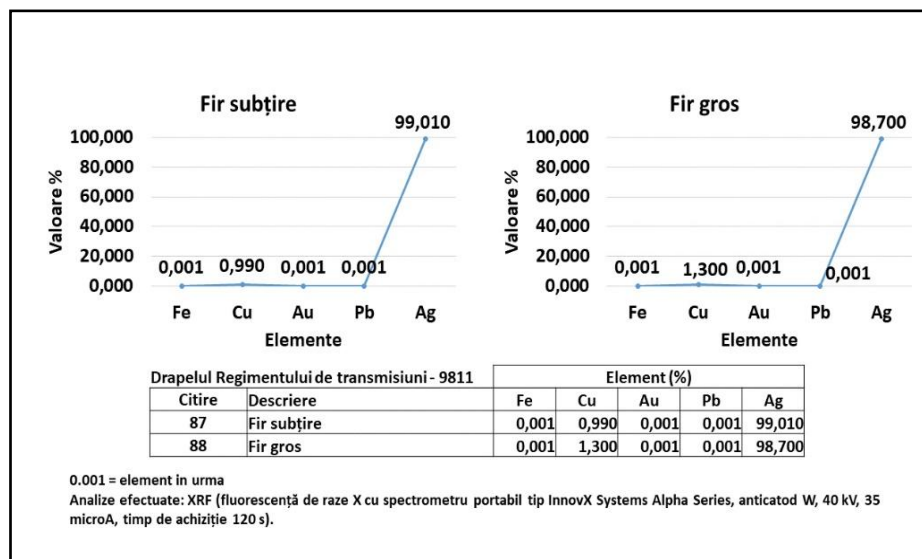 Fir subțire
99,010
100,000
80,000
60,000
40,000
20,000
0,000
Valoare %
0,001 0,990 0,001 0,001
Fe Cu Au Pb Ag
Elemente
Fir gros
98,700
100,000
80,000
60,000
40,000
20,000
0,000
Valoare %
0,001 1,300 0,001 0,001
Fe Cu Au Pb Ag
Elemente
Drapelul Regimentului de transmisiuni - 9811 Element (%)
Citire Descriere Fe Cu Au Pb Ag
87 Fir subțire 0,001 0,990 0,001 0,001 99,010
88 Fir gros 0,001 1,300 0,001 0,001 98,700
0.001 = element in urma
Analize efectuate: XRF (fluorescență de raze X cu spectrometru portabil tip InnovX Systems Alpha Series, anticatod W, 40 kV, 35
microA, timp de achiziție 120 s).